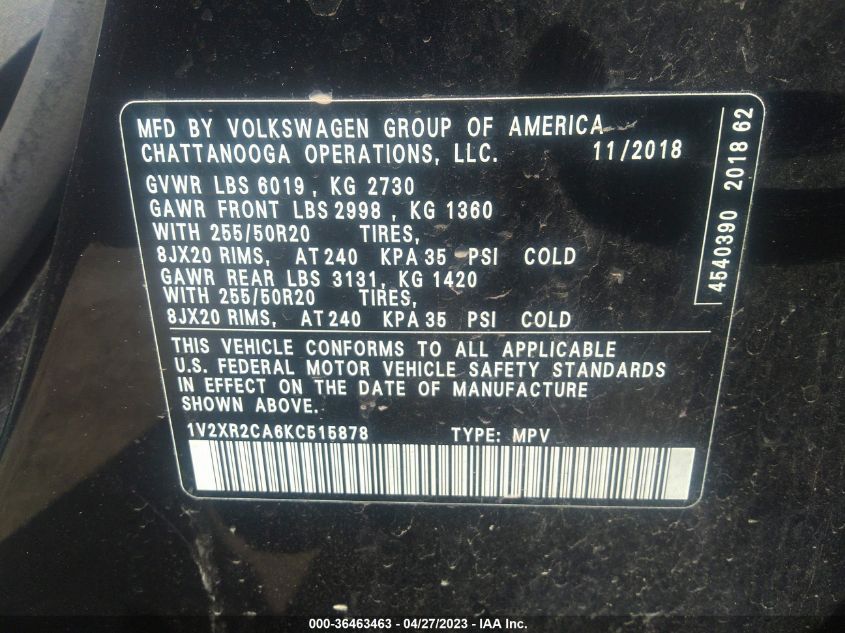 MFD BY VOLKSWAGEN GROUP OF AMERICA
CHATTANOOGA OPERATIONS, LLC. 11/2018
GVWR LBS 6019, KG 2730
GAWR FRONT LBS 2998, KG 1360
WITH 255/50R20 TIRES,
8JX20 RIMS, AT 240 KPA 35 PSI COLD
GAWR REAR LBS 3131, KG 1420
WITH 255/50R20 TIRES,
8JX20 RIMS, AT 240 KPA 35 PSI COLD
THIS VEHICLE CONFORMS TO ALL APPLICABLE
U.S. FEDERAL MOTOR VEHICLE SAFETY STANDARDS
IN EFFECT ON THE DATE OF MANUFACTURE
SHOWN ABOVE.
1V2XR2CA6KC515878 TYPE: MPV
4540390 2018 62
000-36463463 - 04/27/2023 - IAA Inc.